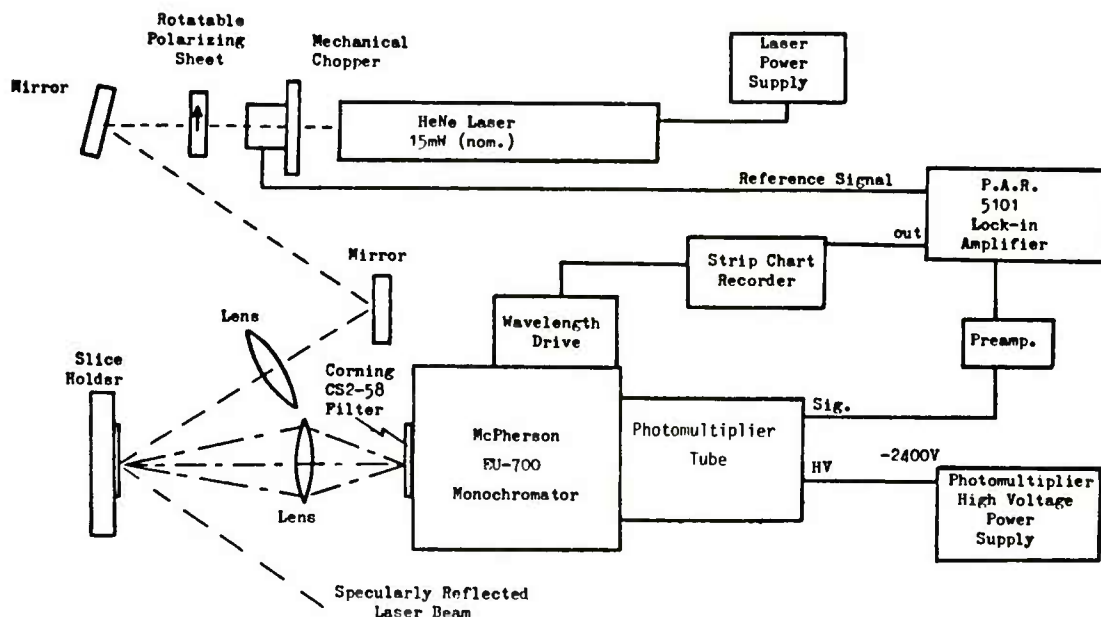 Rotatable
Polarizing
Sheet
Mechanical
Chopper
Laser
Power
Supply
Mirror
HeNe Laser
15mW (nom.)
Reference Signal
P.A.R.
5101
Lock-in
Amplifier
out
Mirror
Strip Chart
Recorder
Lens
Wavelength
Drive
Preamp.
Slice
Holder
Corning
CS2-58
Filter
Sig.
McPherson
EU-700
Monochromator
Photomultiplier
Tube
HV
-2400V
Photomultiplier
High Voltage
Power
Supply
Lens
Specularly Reflected
Laser Beam